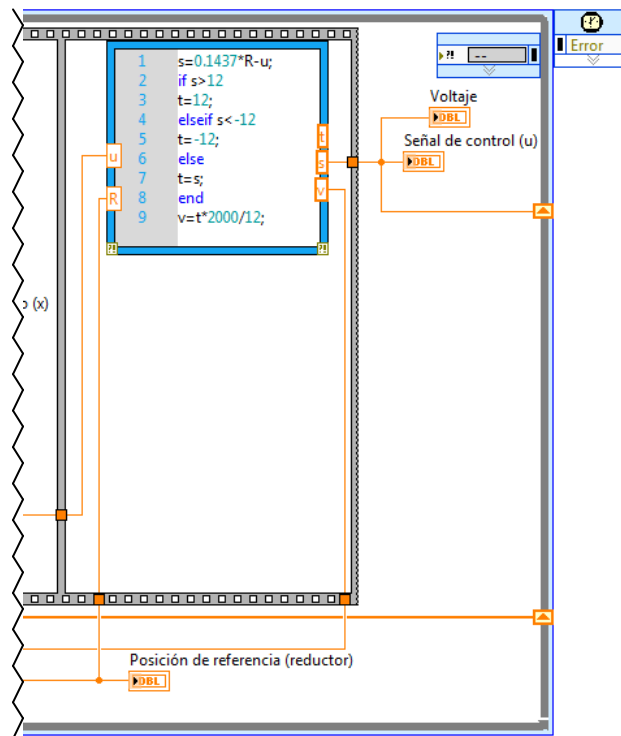 1 s=0.1437*R-u;
2 if s>12
3 t=12;
4 elseif s<-12
5 t=-12;
6 else
7 t=s;
8 end
9 v=t*2000/12;
u
R
t
s
v
?!
?!
?! --
Error
Voltaje
DBL
Señal de control (u)
DBL
(x)
Posición de referencia (reductor)
DBL